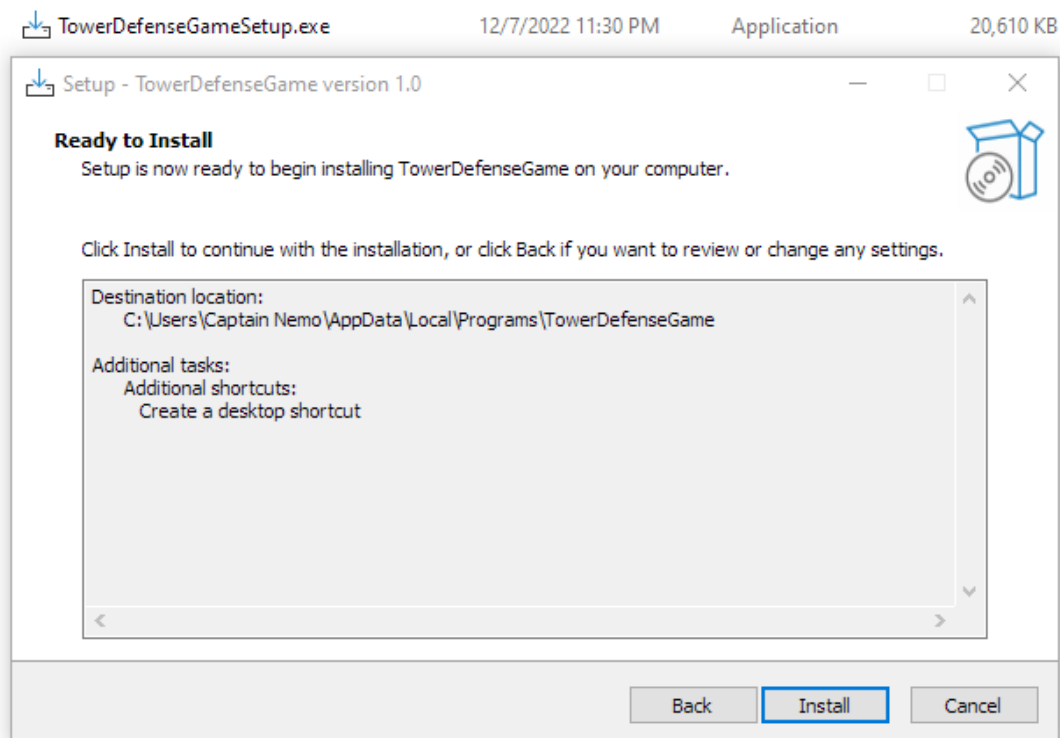 TowerDefenseGameSetup.exe 12/7/2022 11:30 PM Application 20,610 KB
Setup - TowerDefenseGame version 1.0
Ready to Install
Setup is now ready to begin installing TowerDefenseGame on your computer.
Click Install to continue with the installation, or click Back if you want to review or change any settings.
Destination location:
C:\Users\Captain Nemo\AppData\Local\Programs\TowerDefenseGame
Additional tasks:
Additional shortcuts:
Create a desktop shortcut
Back Install Cancel